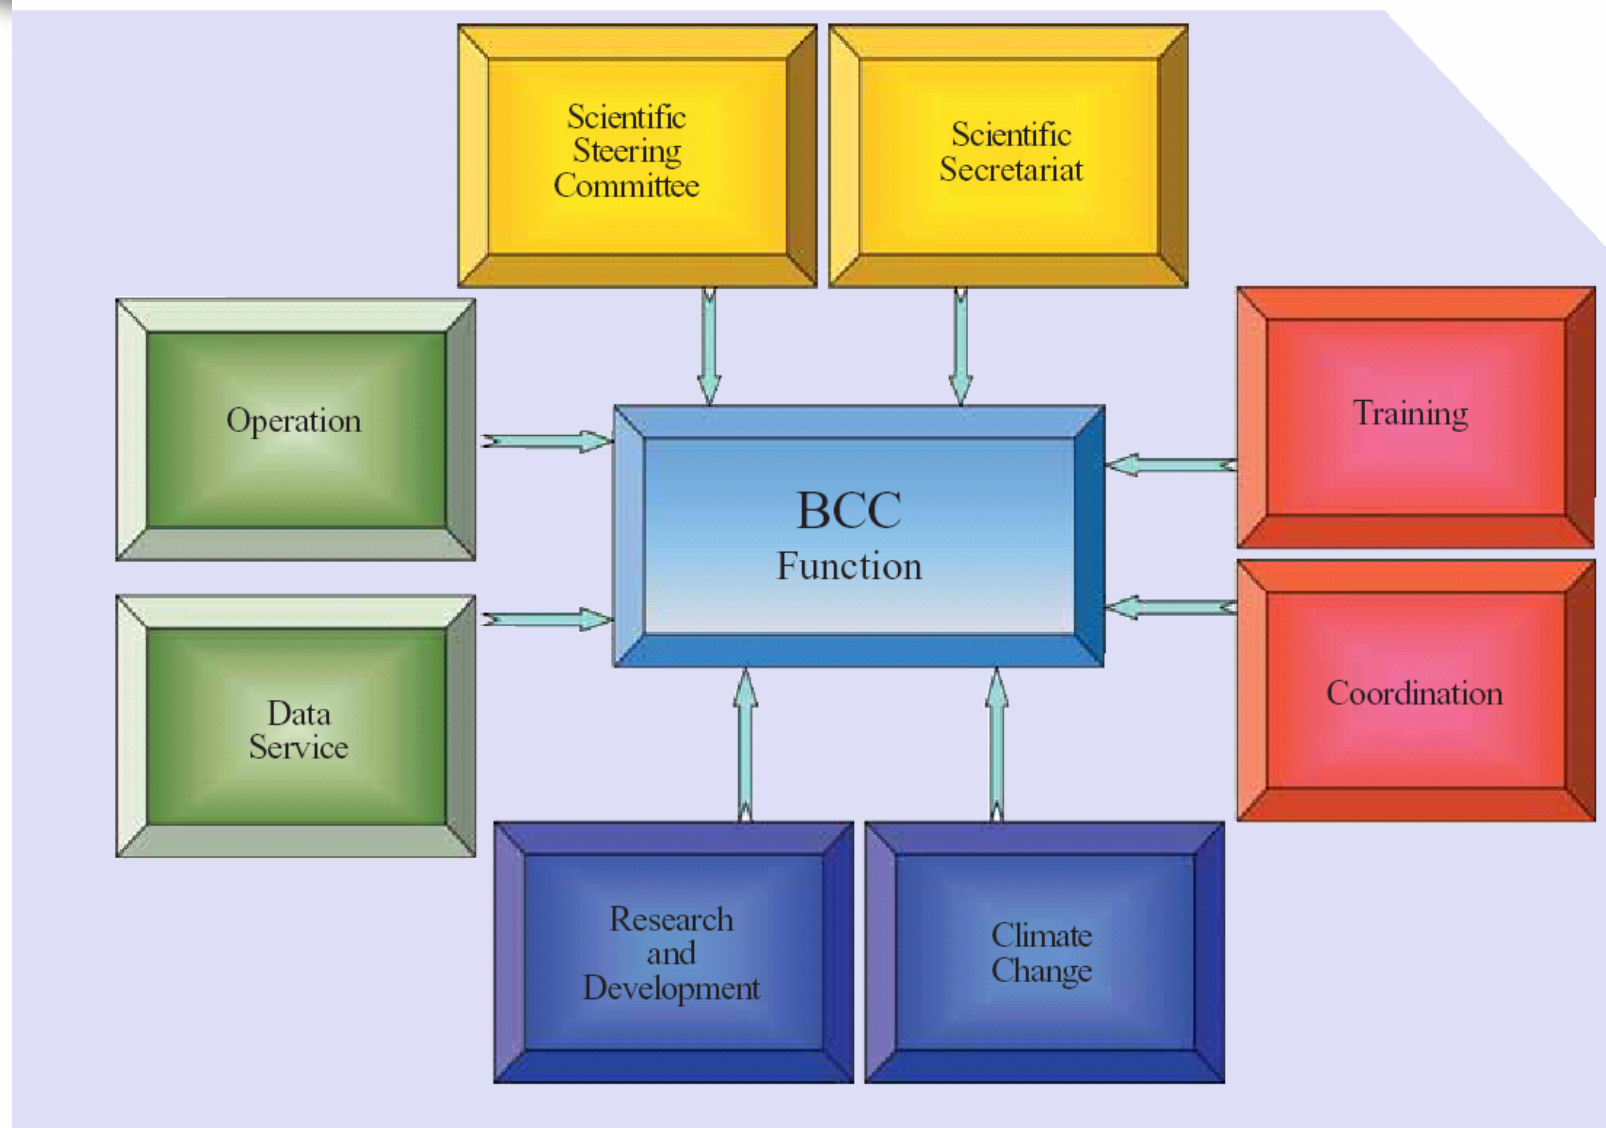 Scientific
Steering
Committee
Scientific
Secretariat
Operation
Training
BCC
Function
Data
Service
Coordination
Research
and
Development
Climate
Change